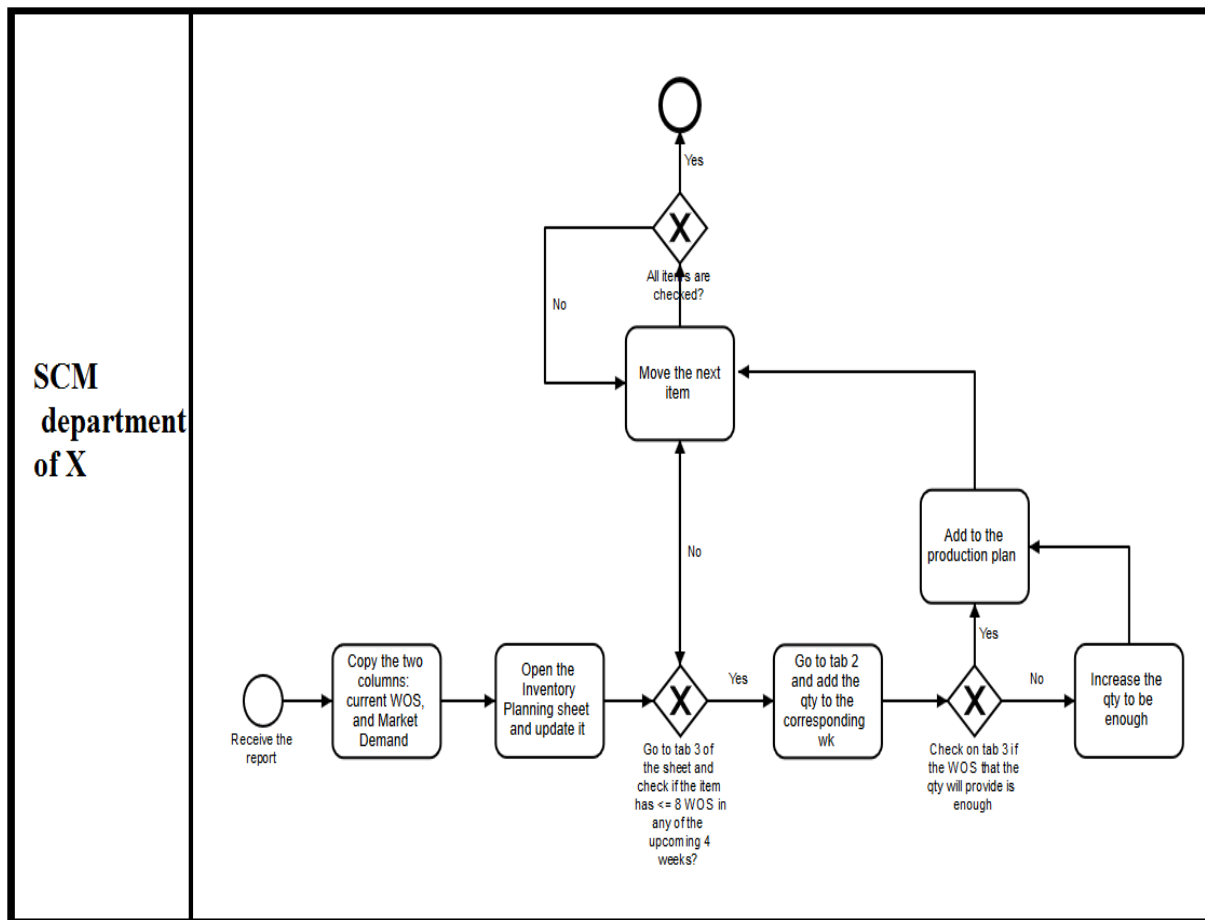 SCM
department
of X
Yes
X
All items are
checked?
No
Move the next
item
No
Add to the
production plan
Yes
Receive the
report
Copy the two
columns:
current WOS,
and Market
Demand
Open the
Inventory
Planning sheet
and update it
X
Go to tab 3 of
the sheet and
check if the item
has <= 8 WOS in
any of the
upcoming 4
weeks?
Yes
Go to tab 2
and add the
qty to the
corresponding
wk
X
Check on tab 3 if
the WOS that the
qty will provide is
enough
No
Increase the
qty to be
enough